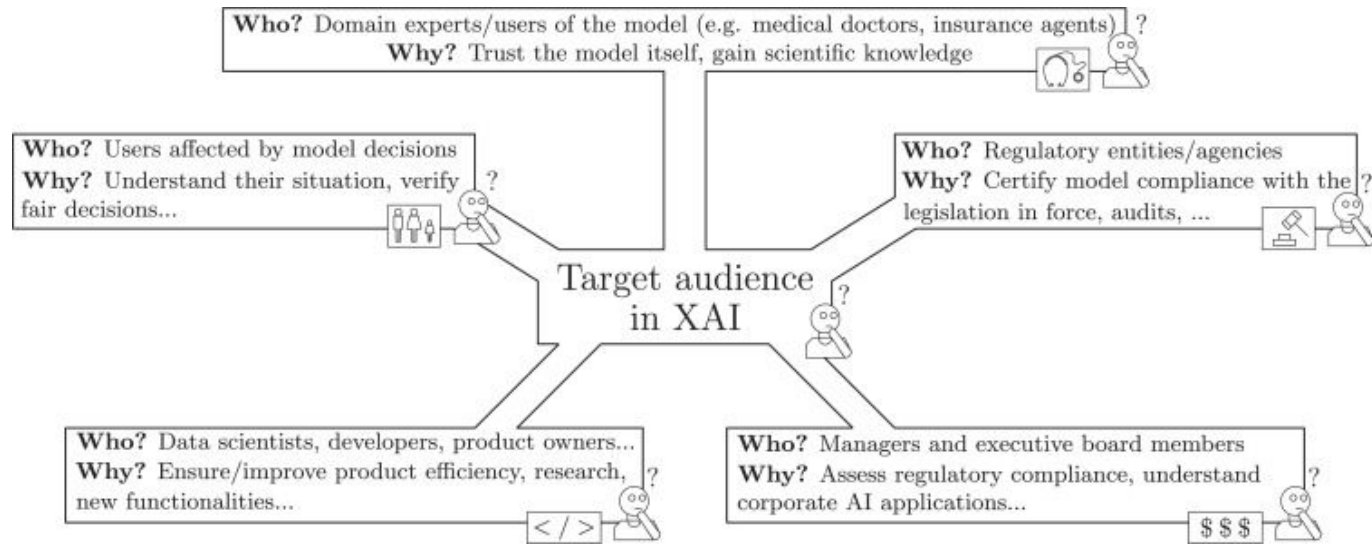 Who? Domain experts/users of the model (e.g. medical doctors, insurance agents)
?
Why? Trust the model itself, gain scientific knowledge
Who? Users affected by model decisions
Why? Understand their situation, verify
?
fair decisions...
Who? Regulatory entities/agencies
Why? Certify model compliance with the
?
legislation in force, audits, ...
Target audience
in XAI
?
Who? Data scientists, developers, product owners...
Why? Ensure/improve product efficiency, research,
?
new functionalities...
</>
Who? Managers and executive board members
Why? Assess regulatory compliance, understand
?
corporate AI applications...
$ $ $